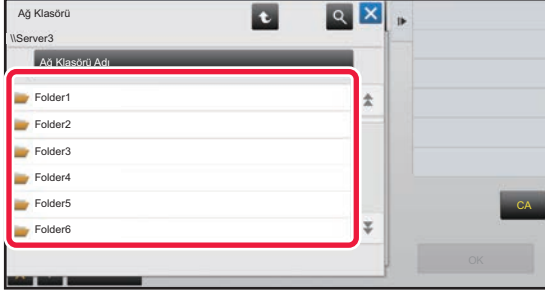 Ağ Klasörü
\\Server3
Ağ Klasörü Adı
Folder1
Folder2
Folder3
Folder4
Folder5
Folder6
CA
OK